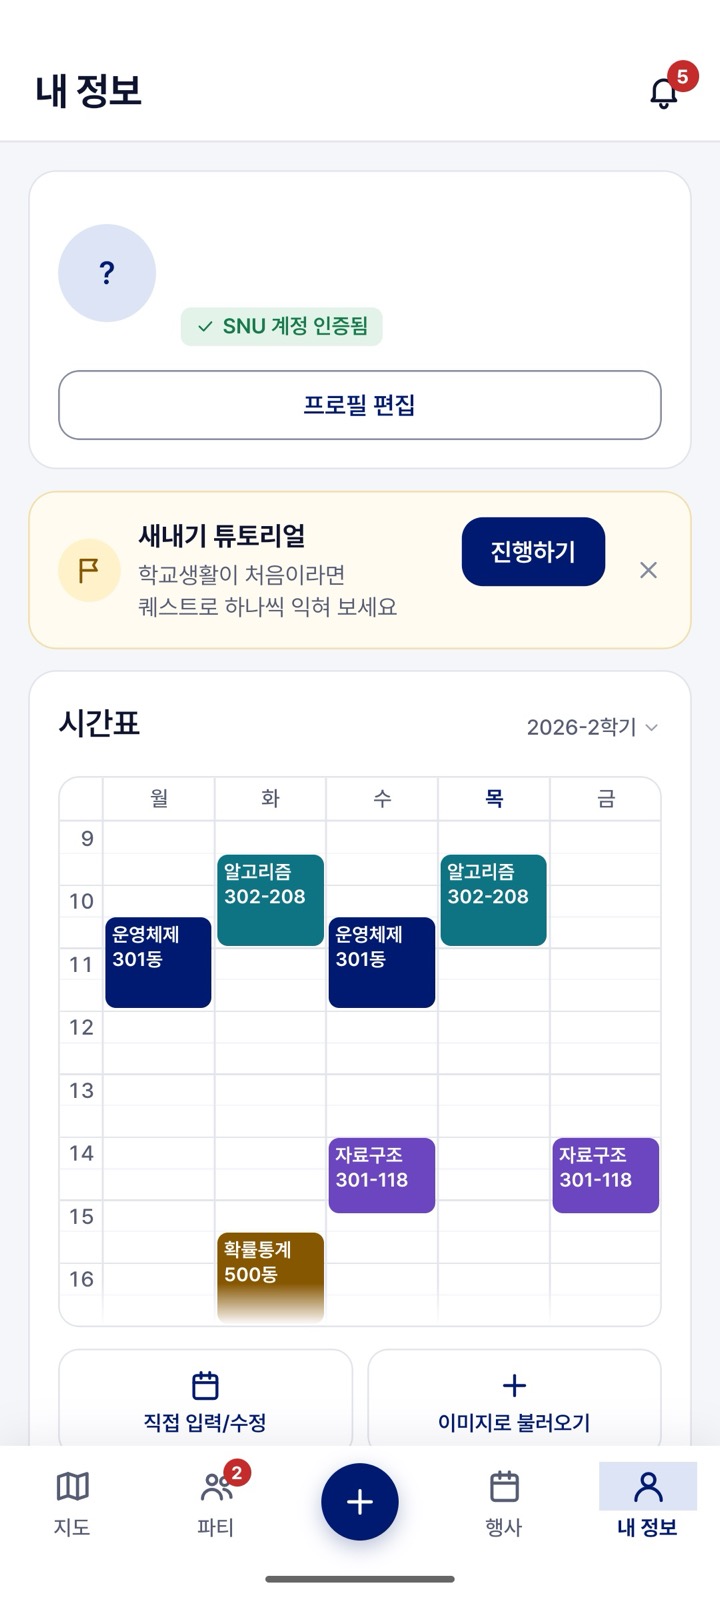 내 정보
5
?
SNU 계정 인증됨
프로필 편집
새내기 튜토리얼
학교생활이 처음이라면
퀘스트로 하나씩 익혀 보세요
진행하기
시간표
2026-2학기
월 화 수 목 금
9
알고리즘
302-208
알고리즘
302-208
10
운영체제
301동
운영체제
301동
11
12
13
14
자료구조
301-118
자료구조
301-118
15
확률통계
500동
16
직접 입력/수정
이미지로 불러오기
2
지도
파티
행사
내 정보